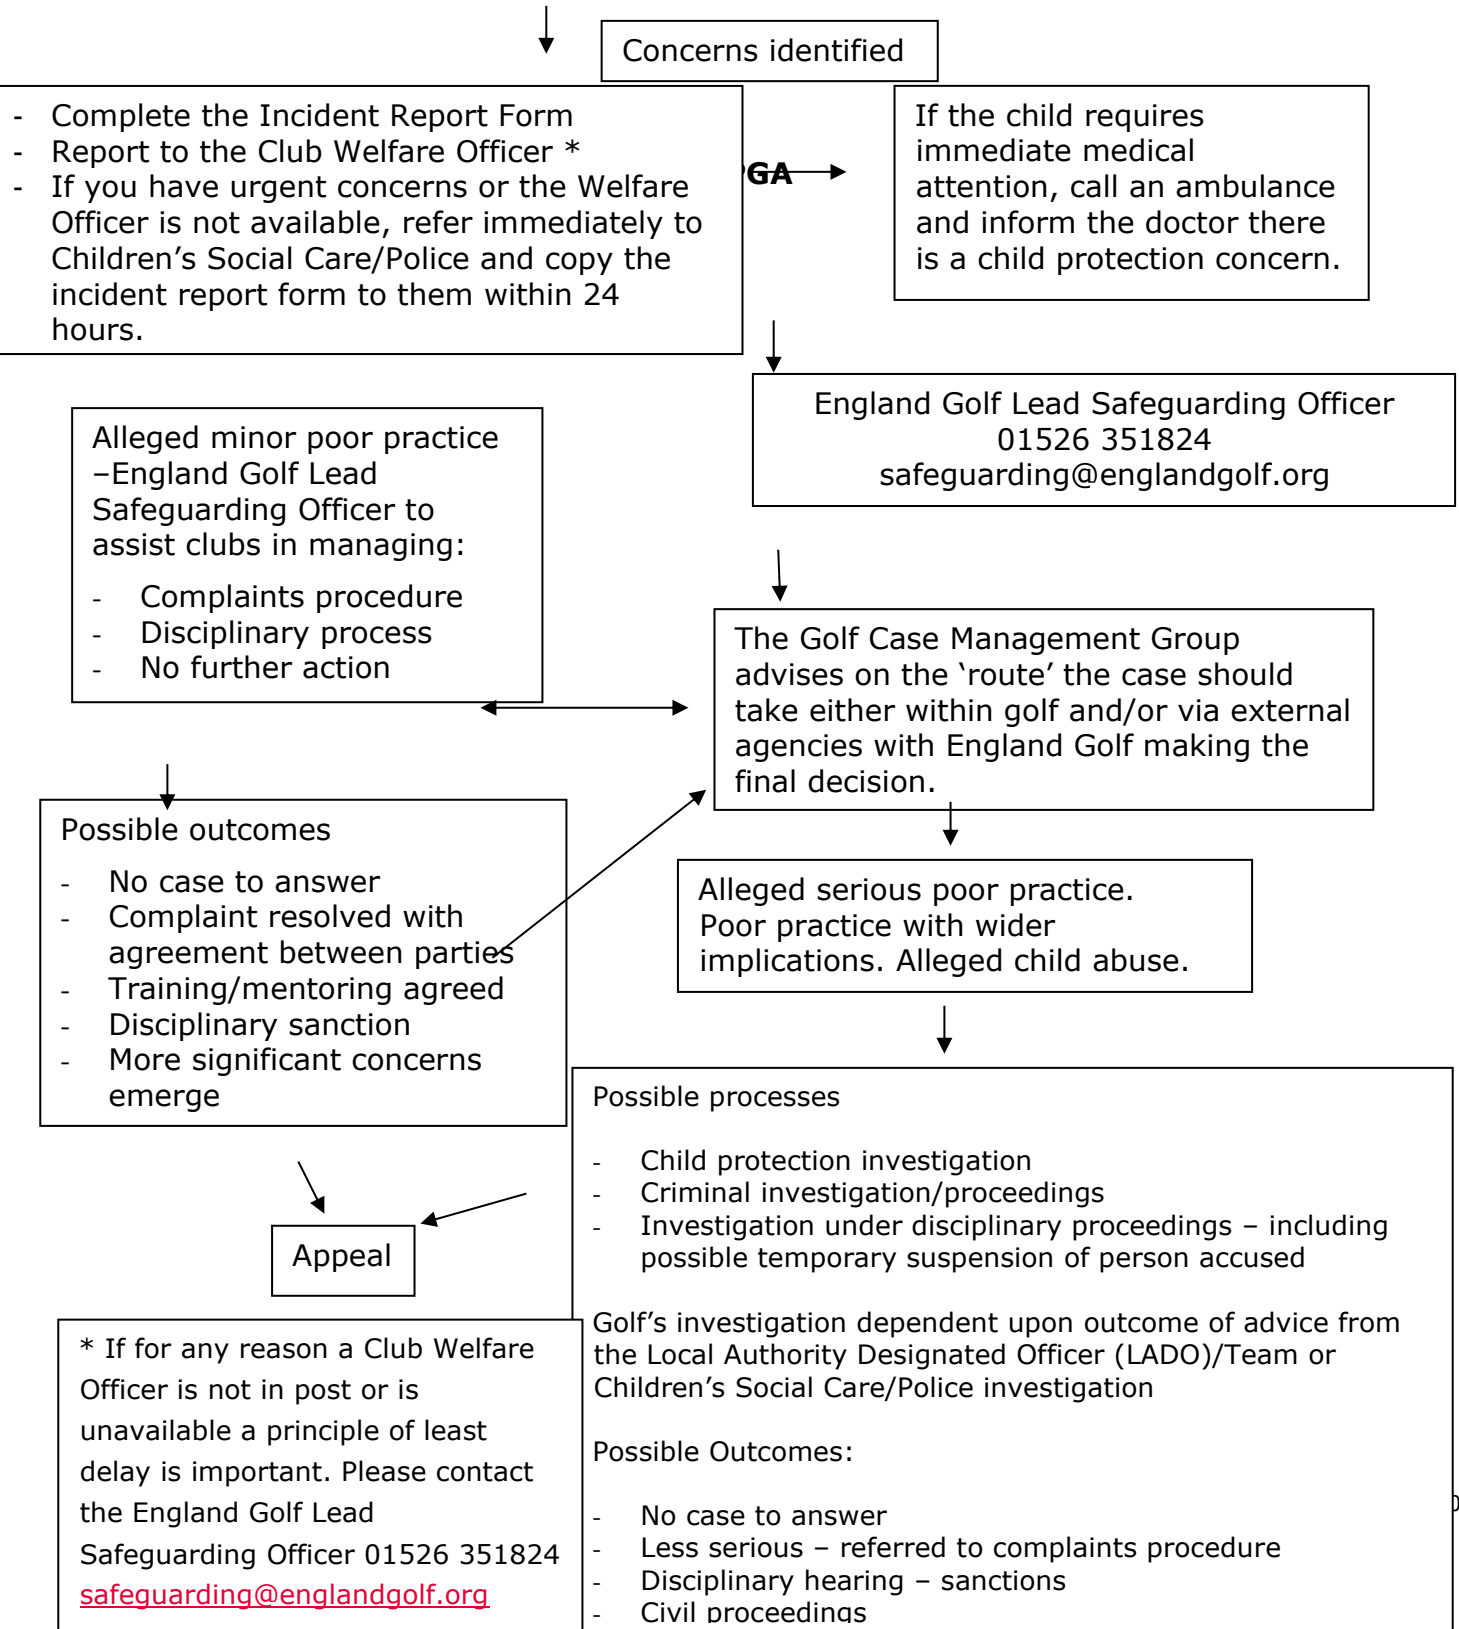 Concerns identified
- Complete the Incident Report Form
- Report to the Club Welfare Officer *
- If you have urgent concerns or the Welfare
Officer is not available, refer immediately to
Children’s Social Care/Police and copy the
incident report form to them within 24
hours.
GA
If the child requires
immediate medical
attention, call an ambulance
and inform the doctor there
is a child protection concern.
England Golf Lead Safeguarding Officer
01526 351824
safeguarding@englandgolf.org
Alleged minor poor practice
–England Golf Lead
Safeguarding Officer to
assist clubs in managing:
- Complaints procedure
- Disciplinary process
- No further action
The Golf Case Management Group
advises on the ‘route’ the case should
take either within golf and/or via external
agencies with England Golf making the
final decision.
Possible outcomes
- No case to answer
- Complaint resolved with
agreement between parties
- Training/mentoring agreed
- Disciplinary sanction
- More significant concerns
emerge
Alleged serious poor practice.
Poor practice with wider
implications. Alleged child abuse.
Possible processes
- Child protection investigation
- Criminal investigation/proceedings
- Investigation under disciplinary proceedings – including
possible temporary suspension of person accused
Golf’s investigation dependent upon outcome of advice from
the Local Authority Designated Officer (LADO)/Team or
Children’s Social Care/Police investigation
Possible Outcomes:
- No case to answer
- Less serious – referred to complaints procedure
- Disciplinary hearing – sanctions
- Civil proceedings
Appeal
* If for any reason a Club Welfare
Officer is not in post or is
unavailable a principle of least
delay is important. Please contact
the England Golf Lead
Safeguarding Officer 01526 351824
safeguarding@englandgolf.org